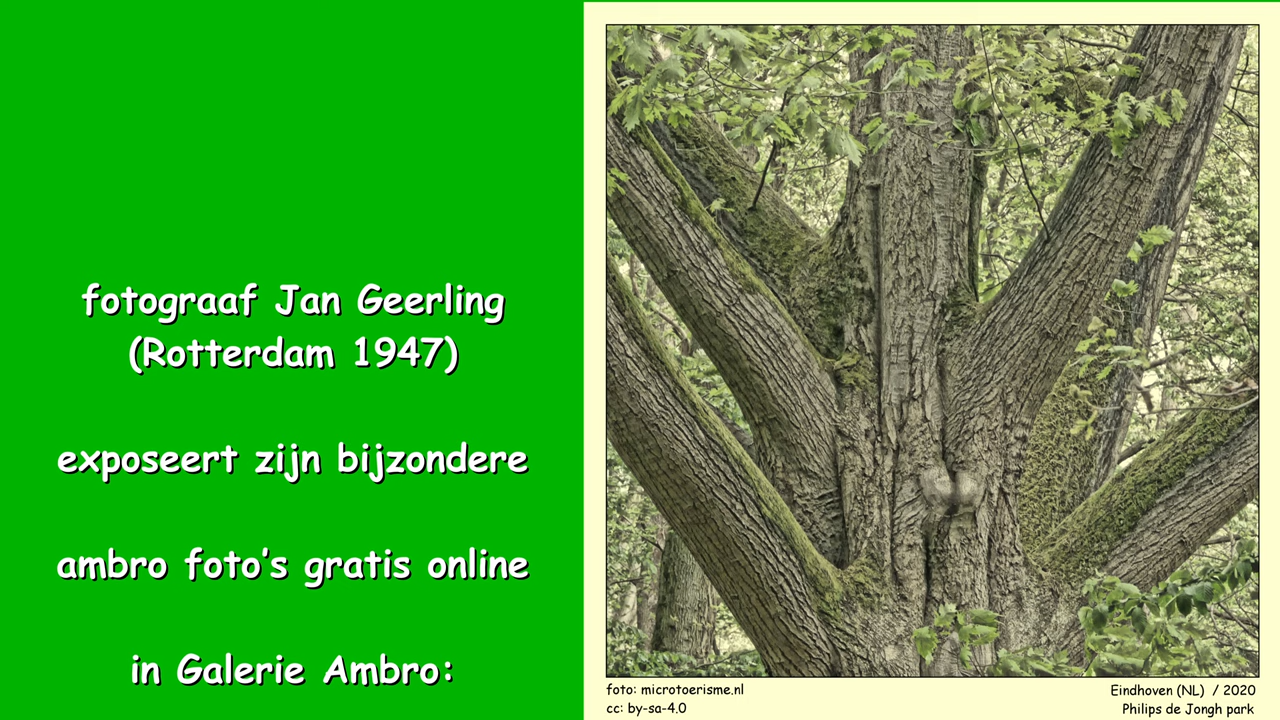 fotograaf Jan Geerling
(Rotterdam 1947)
exposeert zijn bijzondere
ambro foto's gratis online
in Galerie Ambro:
foto: microtoerisme.nl
cc: by-sa-4.0
Eindhoven (NL) / 2020
Philips de Jongh park